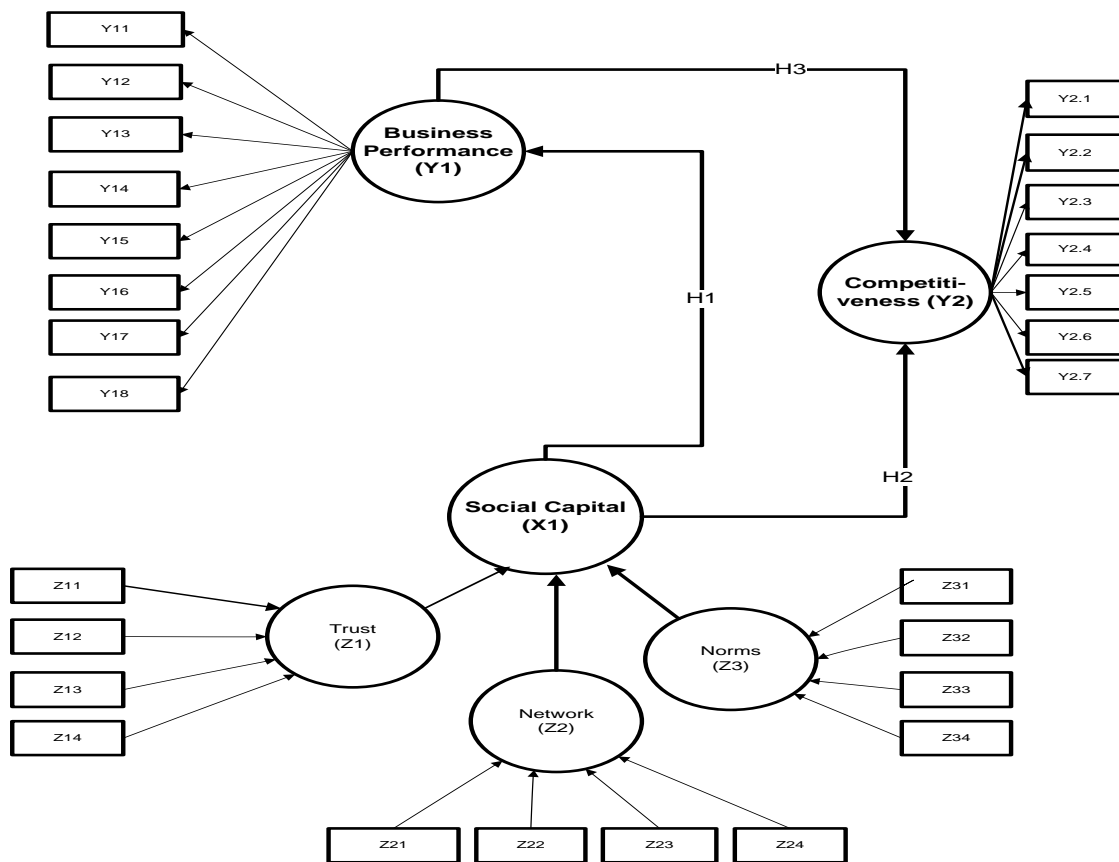 Y11
Y12
Y13
Y14
Y15
Y16
Y17
Y18
Business
Performance
(Y1)
H3
Y2.1
Y2.2
Y2.3
Y2.4
Y2.5
Y2.6
Y2.7
Competiti-
veness (Y2)
H1
H2
Social Capital
(X1)
Z11
Z12
Z13
Z14
Trust
(Z1)
Network
(Z2)
Norms
(Z3)
Z31
Z32
Z33
Z34
Z21
Z22
Z23
Z24